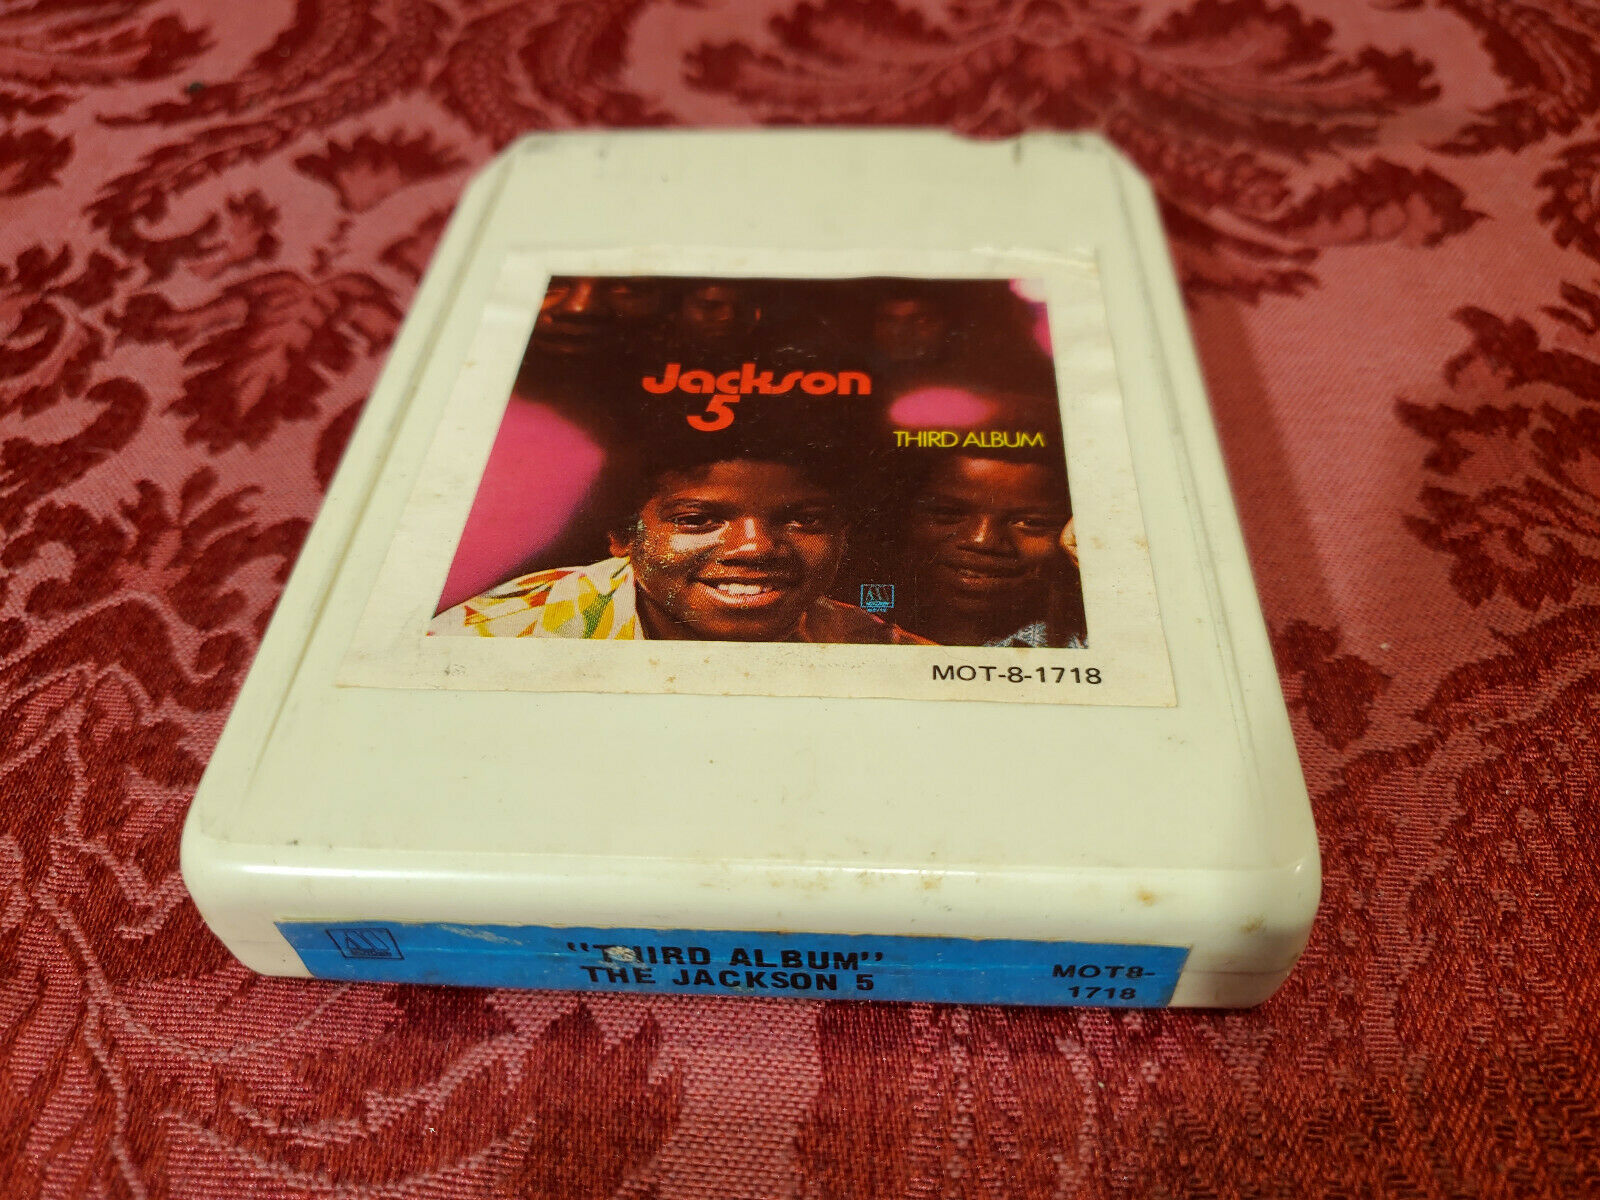 Jackson
5
THIRD ALBUM
MOT-8-1718
"THIRD ALBUM"
THE JACKSON 5
MOT8-
1718